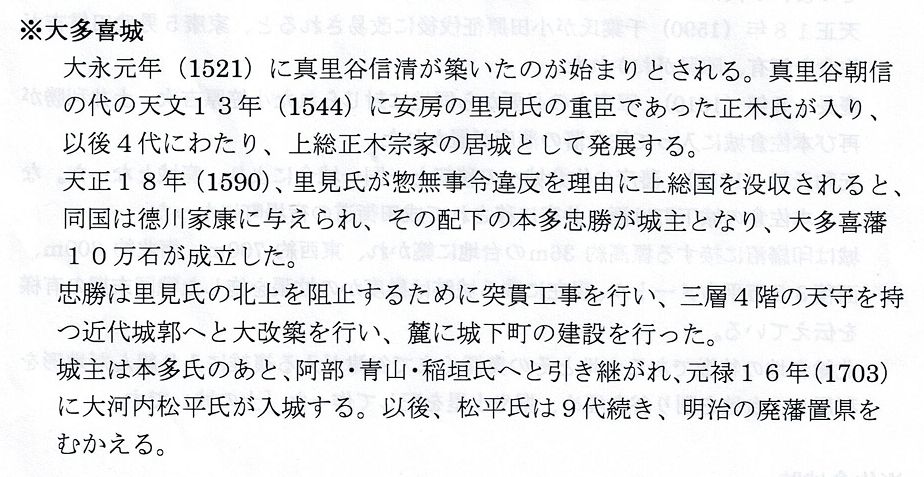 ※大多喜城
大永元年（1521）に真里谷信清が築いたのが始まりとされる。真里谷朝信
の代の天文１３年（1544）に安房の里見氏の重臣であった正木氏が入り、
以後４代にわたり、上総正木宗家の居城として発展する。
天正１８年（1590）、里見氏が惣無事令違反を理由に上総国を没収されると、
同国は徳川家康に与えられ、その配下の本多忠勝が城主となり、大多喜藩
１０万石が成立した。
忠勝は里見氏の北上を阻止するために突貫工事を行い、三層４階の天守を持
つ近代城郭へと大改築を行い、麓に城下町の建設を行った。
城主は本多氏のあと、阿部・青山・稲垣氏へと引き継がれ、元禄１６年（1703）
に大河内松平氏が入城する。以後、松平氏は９代続き、明治の廃藩置県を
むかえる。